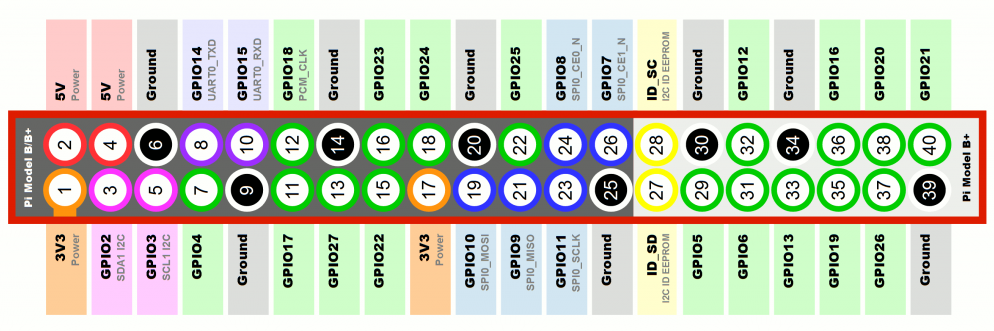 5V
Power
5V
Power
Ground
GPIO14
UART0_TXD
GPIO15
UART0_RXD
GPIO18
PCM_CLK
Ground
GPIO23
GPIO24
Ground
GPIO25
GPIO8
SPI0_CE0_N
GPIO7
SPI0_CE1_N
ID_SC
I2C ID EEPROM
Ground
GPIO12
Ground
GPIO16
GPIO20
GPIO21
Pi Model B/B+
2 4 6 8 10 12 14 16 18 20 22 24 26 28 30 32 34 36 38 40
1 3 5 7 9 11 13 15 17 19 21 23 25 27 29 31 33 35 37 39
Pi Model B+
3V3
Power
GPIO2
SDA1 I2C
GPIO3
SCL1 I2C
GPIO4
Ground
GPIO17
GPIO27
GPIO22
3V3
Power
GPIO10
SPI0_MOSI
GPIO9
SPI0_MISO
GPIO11
SPI0_SCLK
Ground
ID_SD
I2C ID EEPROM
GPIO5
GPIO6
GPIO13
GPIO19
GPIO26
Ground